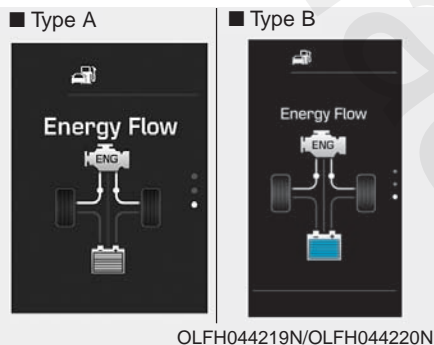 ■ Type A
Energy Flow
ENG
■ Type B
Energy Flow
ENG
OLFH044219N/OLFH044220N